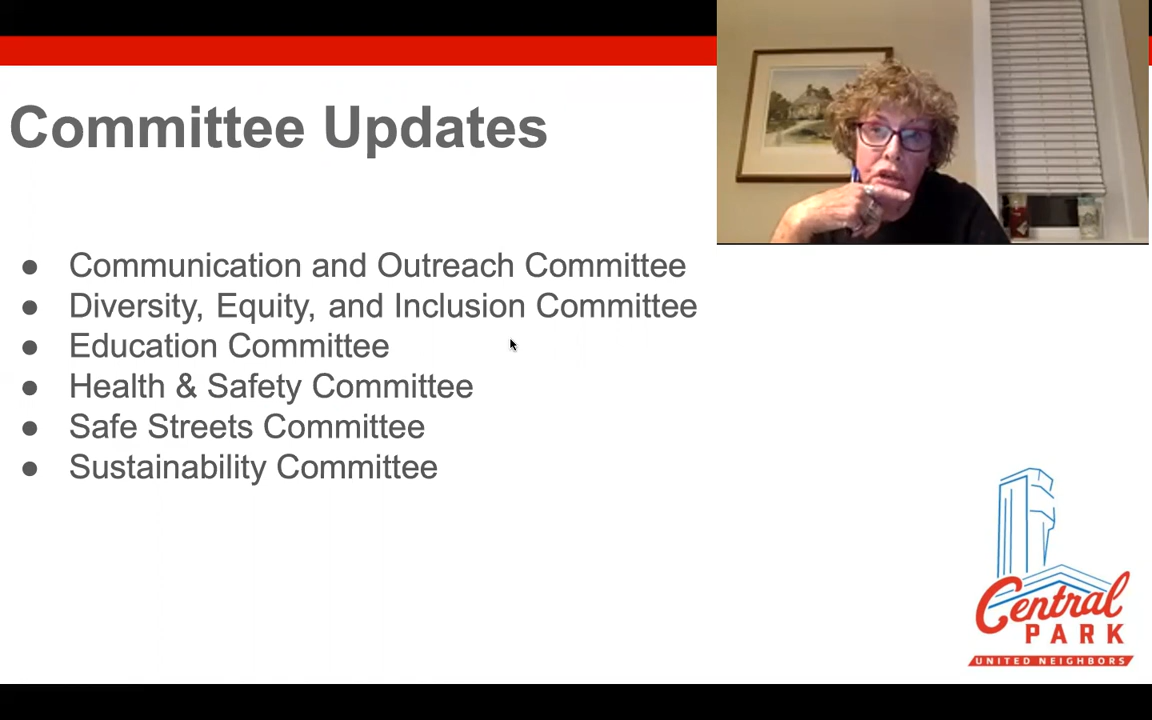 Committee Updates
● Communication and Outreach Committee
● Diversity, Equity, and Inclusion Committee
● Education Committee
● Health & Safety Committee
● Safe Streets Committee
● Sustainability Committee
Central
PARK
UNITED NEIGHBORS